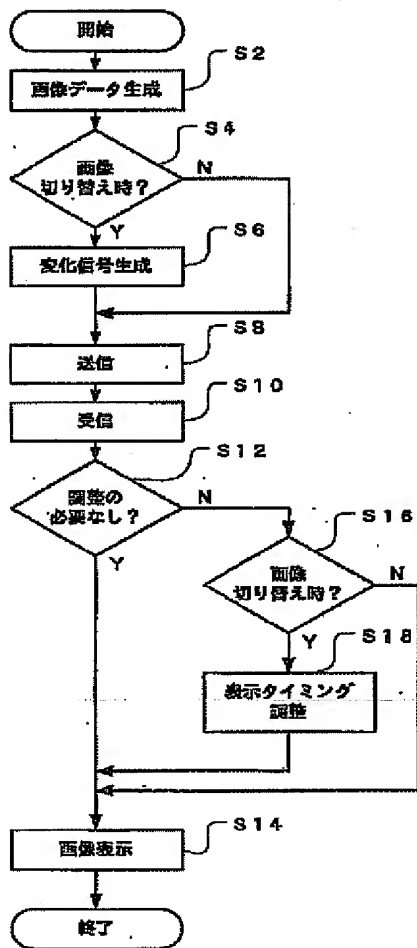 開始
S2
画像データ生成
S4
画像
切り替え時?
N
Y
S6
変化信号生成
S8
送信
S10
受信
S12
調整の
必要なし?
N
Y
S16
画像
切り替え時?
N
Y
S18
表示タイミング
調整
S14
画像表示
終了